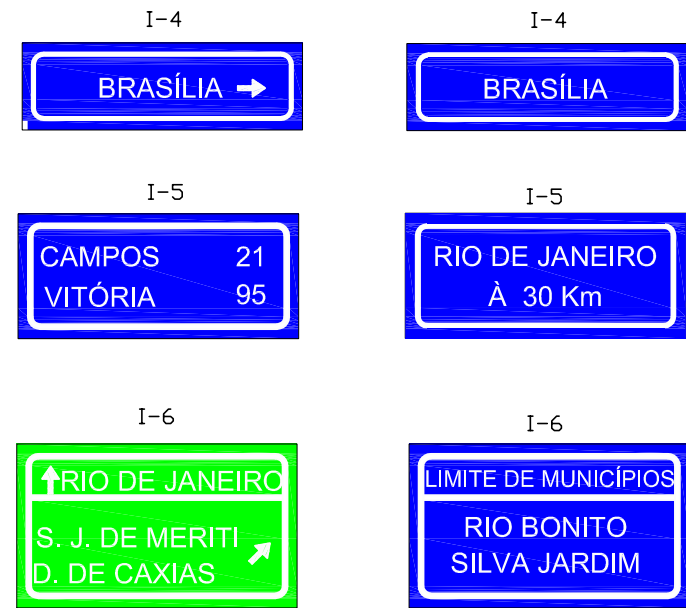 I-4
BRASÍLIA →
I-4
BRASÍLIA
I-5
CAMPOS 21
VITÓRIA 95
I-5
RIO DE JANEIRO
À 30 Km
I-6
RIO DE JANEIRO
S. J. DE MERITI
D. DE CAXIAS
I-6
LIMITE DE MUNICÍPIOS
RIO BONITO
SILVA JARDIM